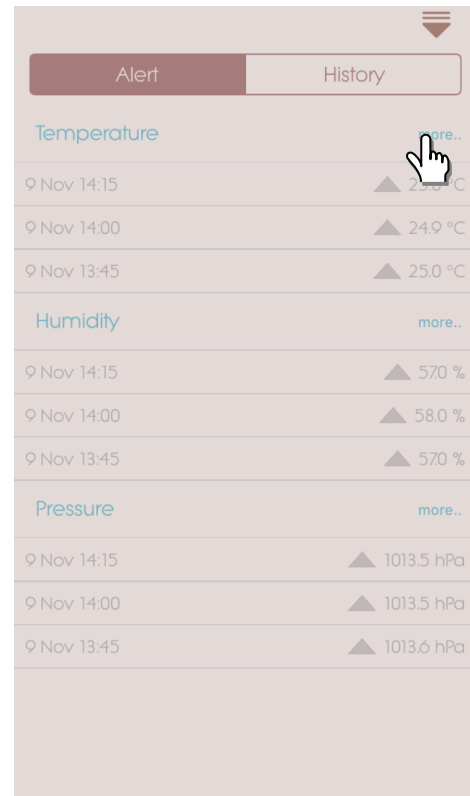 Alert History
Temperature more..
9 Nov 14:15 °C
9 Nov 14:00 24.9 °C
9 Nov 13:45 25.0 °C
Humidity more..
9 Nov 14:15 57.0 %
9 Nov 14:00 58.0 %
9 Nov 13:45 57.0 %
Pressure more..
9 Nov 14:15 1013.5 hPa
9 Nov 14:00 1013.5 hPa
9 Nov 13:45 1013.6 hPa